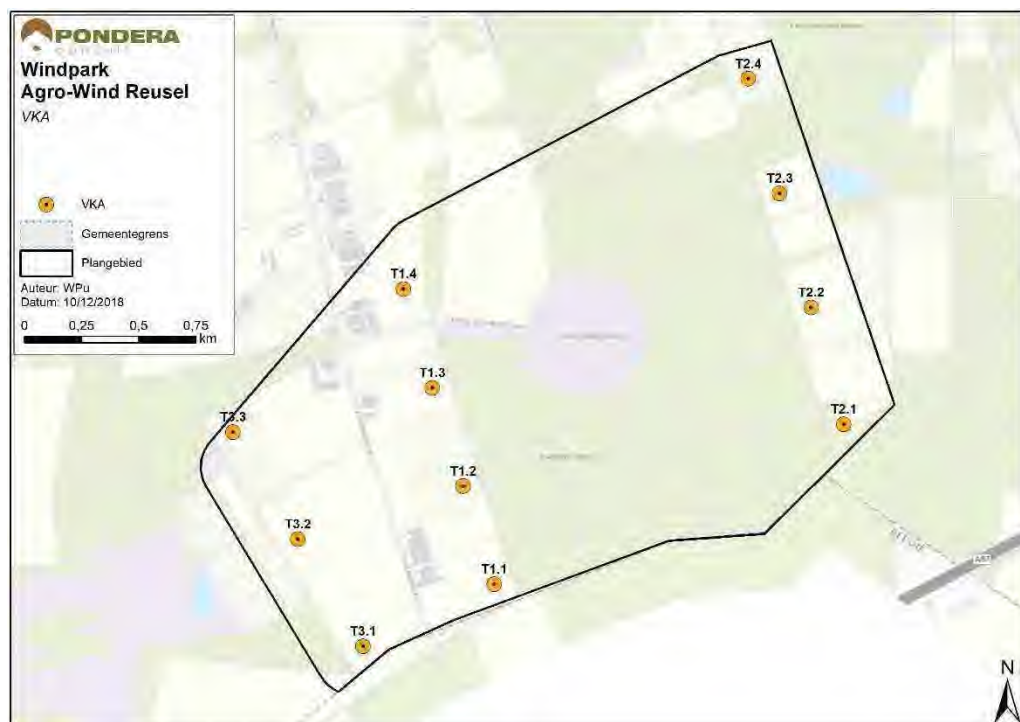 PONDERA
Windpark
Agro-Wind Reusel
VKA
VKA
Gemeentegrens
Plangebied
Auteur: WPu
Datum: 10/12/2018
0 0,25 0,5 0,75
km
T2.4
T2.3
T2.2
T2.1
T1.4
T1.3
T1.2
T1.1
T3.3
T3.2
T3.1
N